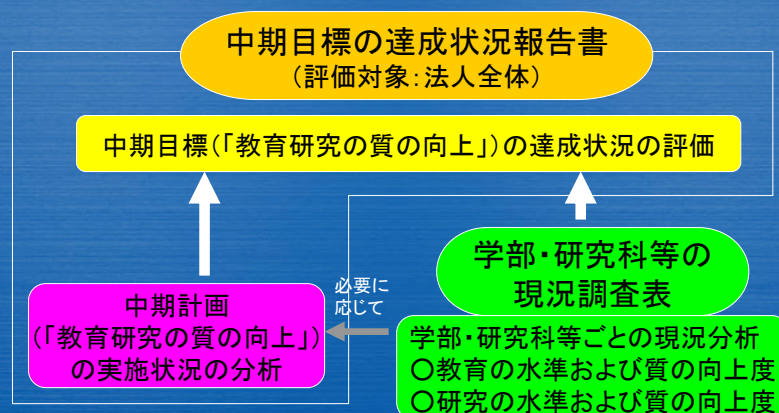 中期目標の達成状況報告書
（評価対象：法人全体）
中期目標（「教育研究の質の向上」）の達成状況の評価
学部・研究科等の
現況調査表
必要に
応じて
中期計画
（「教育研究の質の向上」）
の実施状況の分析
学部・研究科等ごとの現況分析
○教育の水準および質の向上度
○研究の水準および質の向上度